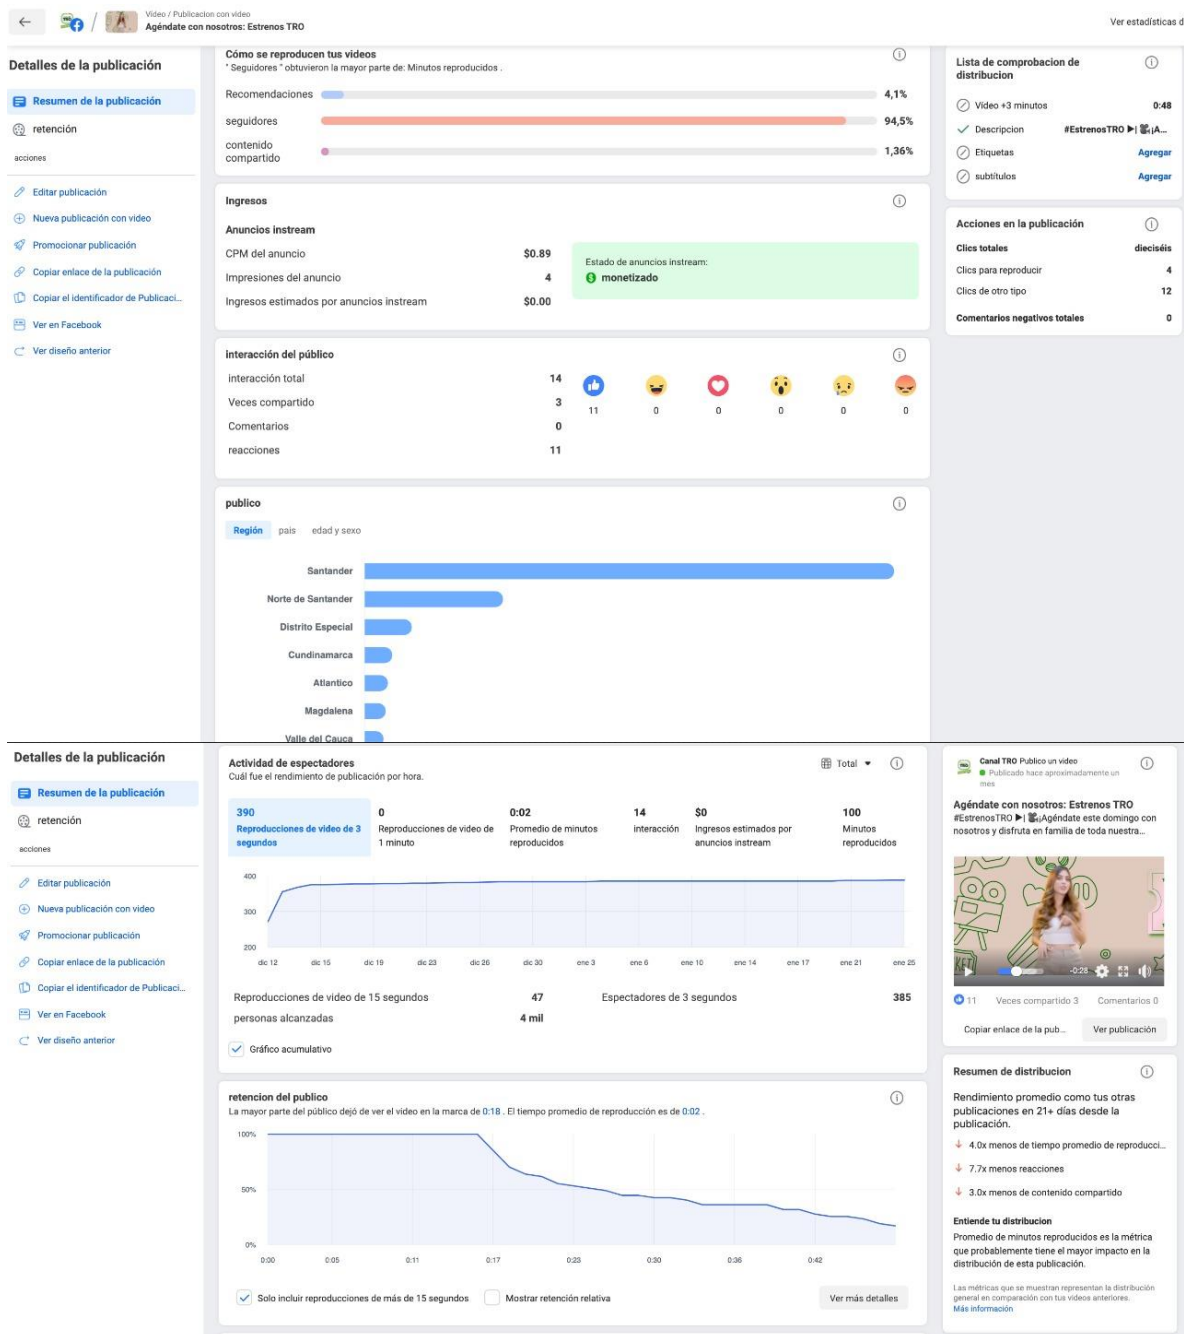 Video / Publicacion con video
Agéndate con nosotros: Estrenos TRO
Ver estadísticas d
Detalles de la publicación
Resumen de la publicación
retención
acciones
Editar publicación
Nueva publicación con video
Promocionar publicación
Copiar enlace de la publicación
Copiar el identificador de Publicaci...
Ver en Facebook
Ver diseño anterior
Cómo se reproducen tus videos
" Seguidores " obtuvieron la mayor parte de: Minutos reproducidos .
Recomendaciones 4,1%
seguidores 94,5%
contenido
compartido 1,36%
Ingresos
Anuncios instream
CPM del anuncio $0.89
Impresiones del anuncio 4
Ingresos estimados por anuncios instream $0.00
Estado de anuncios instream:
monetizado
interacción del público
interacción total 14
Veces compartido 3
Comentarios 0
reacciones 11
11 0 0 0 0 0
publico
Región pais edad y sexo
Santander
Norte de Santander
Distrito Especial
Cundinamarca
Atlantico
Magdalena
Valle del Cauca
Lista de comprobacion de
distribucion
Vídeo +3 minutos 0:48
Descripcion #EstrenosTRO ▶| 📽¡A...
Etiquetas Agregar
subtítulos Agregar
Acciones en la publicación
Clics totales dieciséis
Clics para reproducir 4
Clics de otro tipo 12
Comentarios negativos totales 0
Detalles de la publicación
Resumen de la publicación
retención
acciones
Editar publicación
Nueva publicación con video
Promocionar publicación
Copiar enlace de la publicación
Copiar el identificador de Publicaci...
Ver en Facebook
Ver diseño anterior
Actividad de espectadores
Cuál fue el rendimiento de publicación por hora.
Total
390 0 0:02 14 $0 100
Reproducciones de video de 3
segundos
Reproducciones de video de
1 minuto
Promedio de minutos
reproducidos
interacción
Ingresos estimados por
anuncios instream
Minutos
reproducidos
400
300
200
dic 12 dic 15 dic 19 dic 23 dic 26 dic 30 ene 3 ene 6 ene 10 ene 14 ene 17 ene 21 ene 25
Reproducciones de video de 15 segundos 47 Espectadores de 3 segundos 385
personas alcanzadas 4 mil
Gráfico acumulativo
retencion del publico
La mayor parte del público dejó de ver el video en la marca de 0:18 . El tiempo promedio de reproducción es de 0:02 .
100%
50%
0%
0:00 0:05 0:11 0:17 0:23 0:30 0:36 0:42
Solo incluir reproducciones de más de 15 segundos Mostrar retención relativa Ver más detalles
Canal TRO Publico un video
Publicado hace aproximadamente un
mes
Agéndate con nosotros: Estrenos TRO
#EstrenosTRO ▶| 📽¡Agéndate este domingo con
nosotros y disfruta en familia de toda nuestra...
-0:28
11 Veces compartido 3 Comentarios 0
Copiar enlace de la pub... Ver publicación
Resumen de distribucion
Rendimiento promedio como tus otras
publicaciones en 21+ días desde la
publicación.
4.0x menos de tiempo promedio de reproducci...
7.7x menos reacciones
3.0x menos de contenido compartido
Entiende tu distribucion
Promedio de minutos reproducidos es la métrica
que probablemente tiene el mayor impacto en la
distribución de esta publicación.
Las métricas que se muestran representan la distribución
general en comparación con tus videos anteriores.
Más información